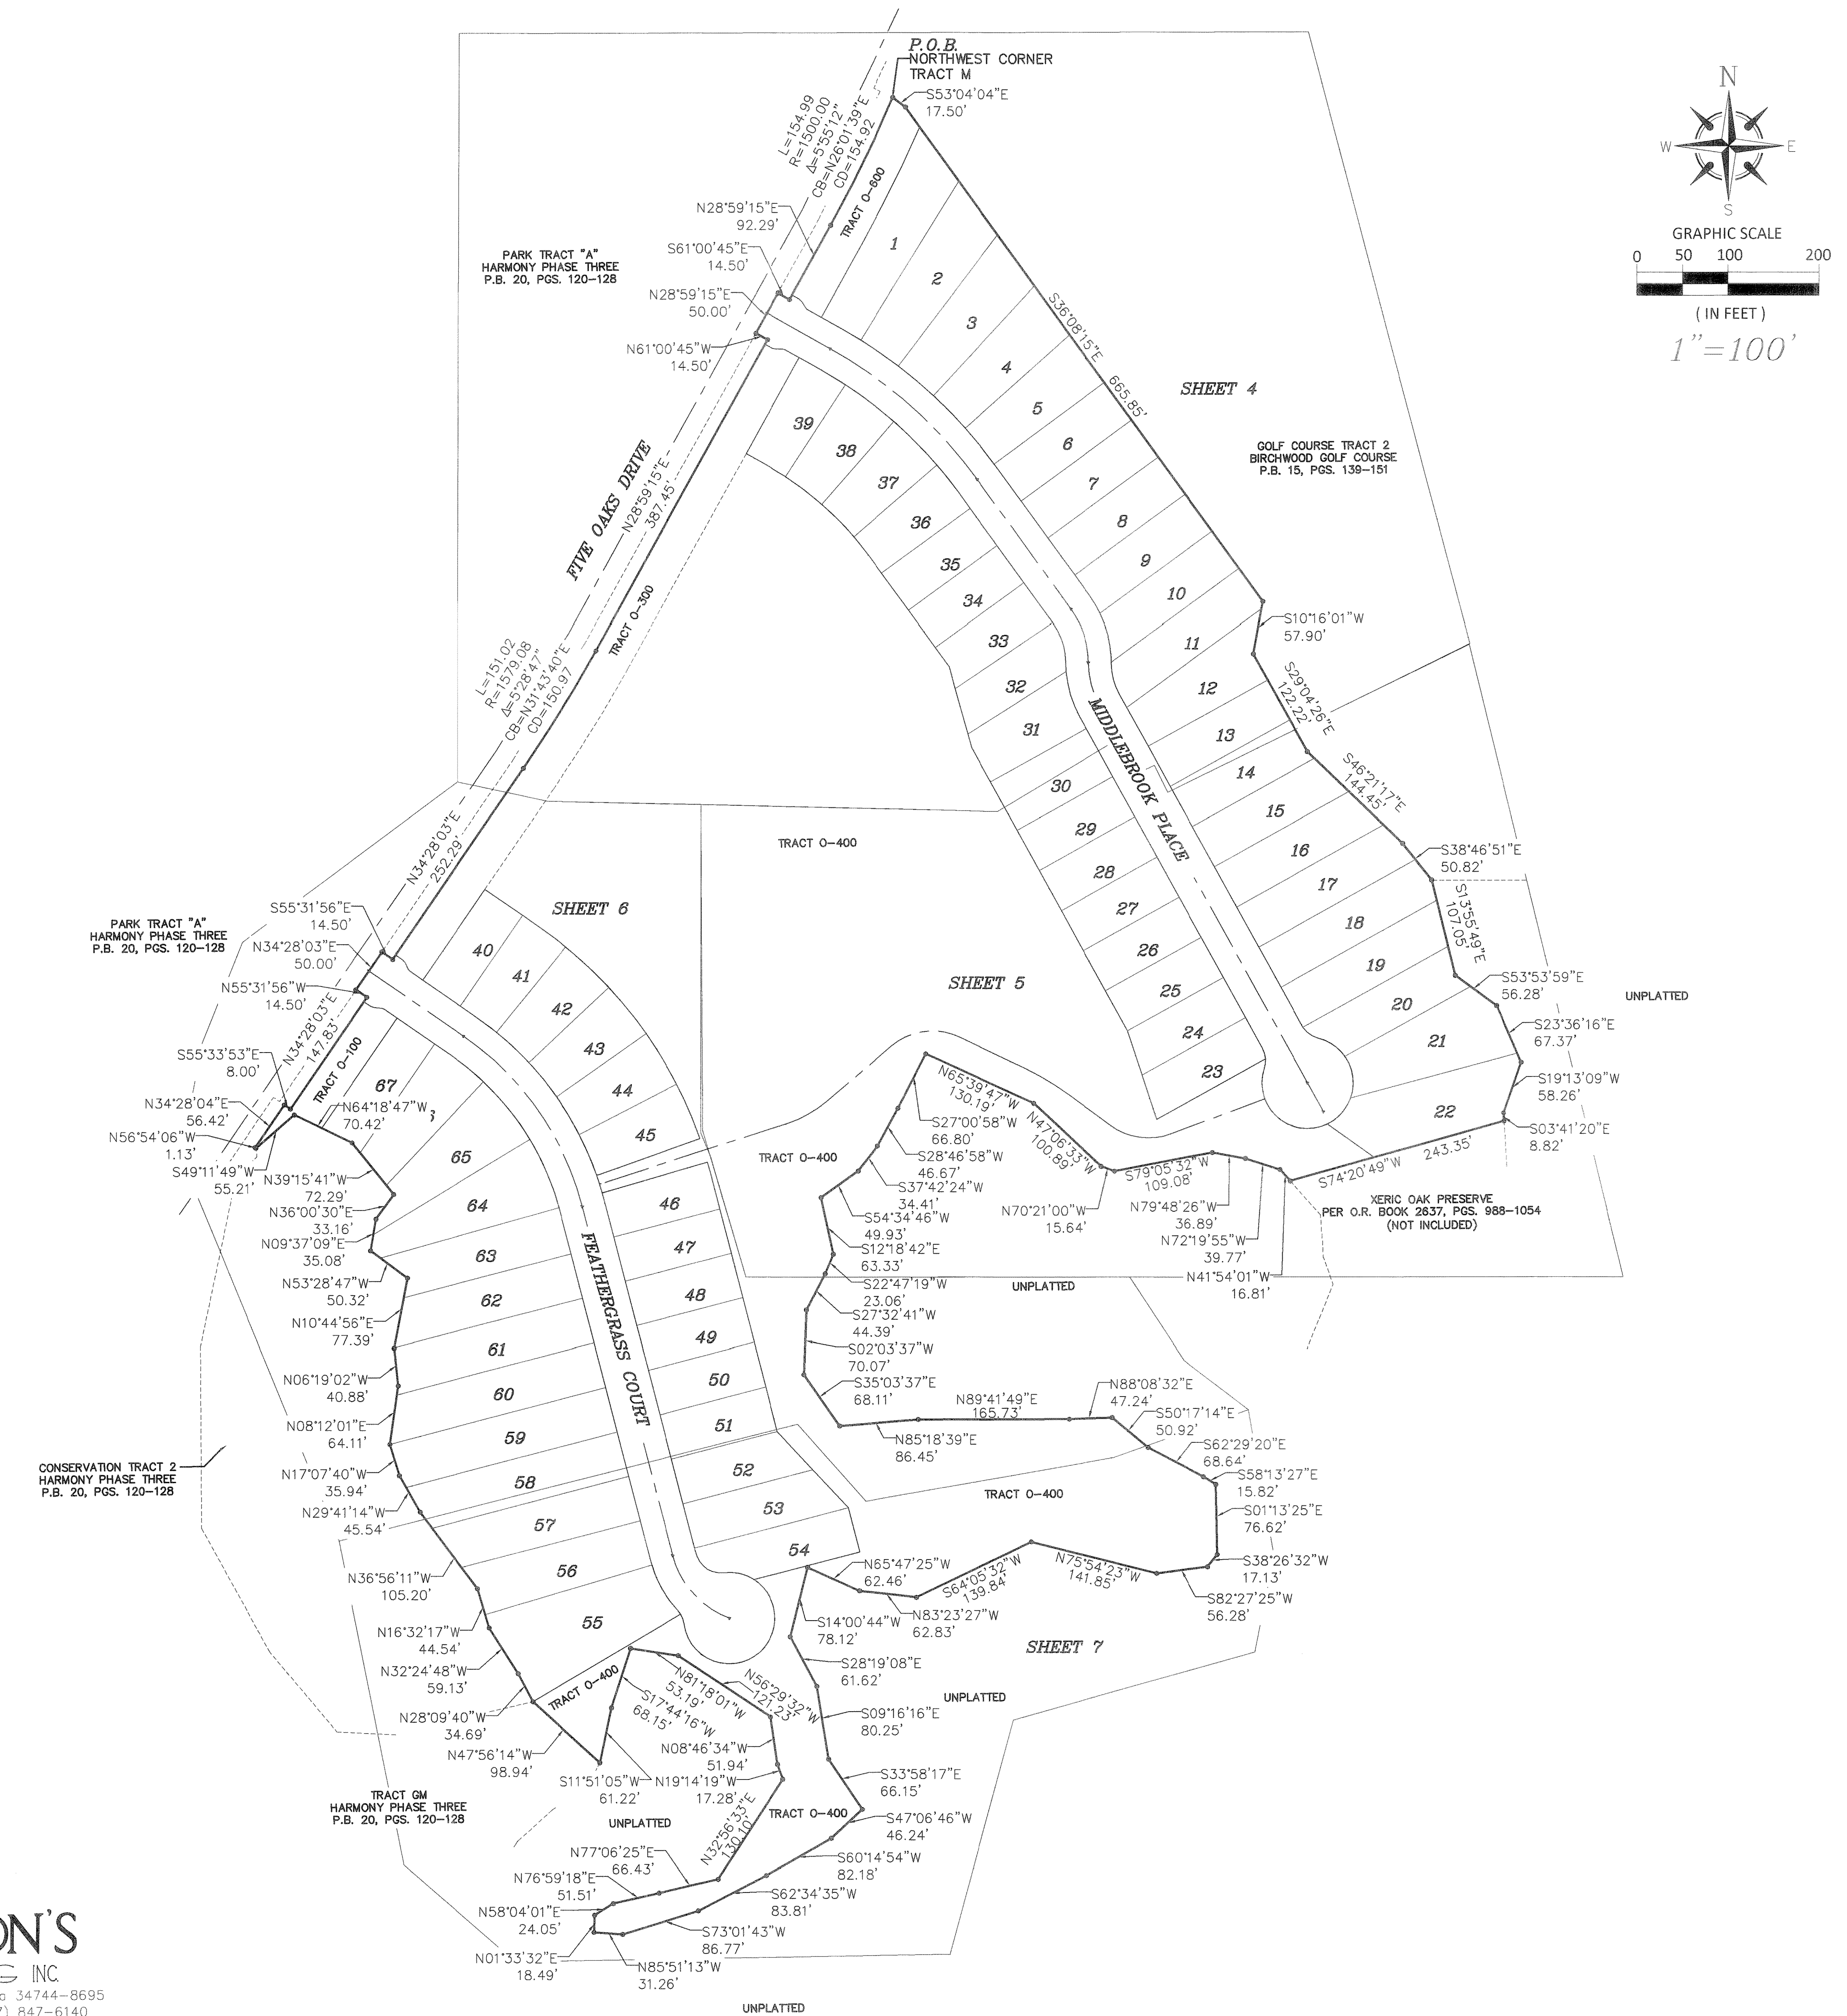 P.O.B.
NORTHWEST CORNER
TRACT M
S53°04'04"E
17.50'
L=154.99
R=1500.00
Δ=5°55'12"
CB=N26°01'39"E
CD=154.92
N
W
E
S
GRAPHIC SCALE
0 50 100 200
( IN FEET )
1"=100'
TRACT O-600
N28°59'15"E
92.29'
S61°00'45"E
14.50'
N28°59'15"E
50.00'
N61°00'45"W
14.50'
PARK TRACT "A"
HARMONY PHASE THREE
P.B. 20, PGS. 120-128
1
2
3
4
5
6
7
8
9
10
11
12
13
14
15
16
17
18
19
20
21
22
S36°08'15"E 665.85'
SHEET 4
GOLF COURSE TRACT 2
BIRCHWOOD GOLF COURSE
P.B. 15, PGS. 139-151
39
38
37
36
35
34
33
32
31
30
29
28
27
26
25
24
23
FIVE OAKS DRIVE
N28°59'15"E
387.45'
TRACT O-300
MIDDLEBROOK PLACE
S10°16'01"W
57.90'
S29°04'26"E
122.22'
S46°21'17"E
144.45'
S38°46'51"E
50.82'
S13°55'49"E
107.05'
S53°53'59"E
56.28'
UNPLATTED
S23°36'16"E
67.37'
S19°13'09"W
58.26'
S03°41'20"E
8.82'
S74°20'49"W 243.35'
XERIC OAK PRESERVE
PER O.R. BOOK 2637, PGS. 988-1054
(NOT INCLUDED)
L=151.02
R=1579.08
Δ=5°28'47"
CB=N31°43'40"E
CD=150.97
N34°28'03"E
252.29'
S55°31'56"E
14.50'
N34°28'03"E
50.00'
N55°31'56"W
14.50'
PARK TRACT "A"
HARMONY PHASE THREE
P.B. 20, PGS. 120-128
N34°28'03"E
147.83'
S55°33'53"E
8.00'
TRACT O-100
N34°28'04"E
56.42'
N56°54'06"W
1.13'
S49°11'49"W
55.21'
N64°18'47"W
70.42'
N39°15'41"W
72.29'
N36°00'30"E
33.16'
N09°37'09"E
35.08'
N53°28'47"W
50.32'
N10°44'56"E
77.39'
N06°19'02"W
40.88'
N08°12'01"E
64.11'
N17°07'40"W
35.94'
N29°41'14"W
45.54'
N36°56'11"W
105.20'
N16°32'17"W
44.54'
N32°24'48"W
59.13'
N28°09'40"W
34.69'
N47°56'14"W
98.94'
SHEET 6
TRACT O-400
SHEET 5
40
41
42
43
44
45
46
47
48
49
50
51
52
53
54
67
65
64
63
62
61
60
59
58
57
56
55
FEATHERGRASS COURT
N65°39'47"W
130.19'
N47°06'33"W
100.89'
S27°00'58"W
66.80'
TRACT O-400
S28°46'58"W
46.67'
S37°42'24"W
34.41'
S54°34'46"W
49.93'
S12°18'42"E
63.33'
S22°47'19"W
23.06'
S27°32'41"W
44.39'
S02°03'37"W
70.07'
S35°03'37"E
68.11'
N70°21'00"W
15.64'
S79°05'32"W
109.08'
N79°48'26"W
36.89'
N72°19'55"W
39.77'
N41°54'01"W
16.81'
UNPLATTED
N85°18'39"E
86.45'
N89°41'49"E
165.73'
N88°08'32"E
47.24'
S50°17'14"E
50.92'
S62°29'20"E
68.64'
S58°13'27"E
15.82'
S01°13'25"E
76.62'
S38°26'32"W
17.13'
S82°27'25"W
56.28'
TRACT O-400
N75°54'23"W
141.85'
S64°05'32"W
139.84'
N83°23'27"W
62.83'
N65°47'25"W
62.46'
S14°00'44"W
78.12'
S28°19'08"E
61.62'
SHEET 7
UNPLATTED
S09°16'16"E
80.25'
S33°58'17"E
66.15'
S47°06'46"W
46.24'
S60°14'54"W
82.18'
S62°34'35"W
83.81'
S73°01'43"W
86.77'
N85°51'13"W
31.26'
N01°33'32"E
18.49'
N58°04'01"E
24.05'
N76°59'18"E
51.51'
N77°06'25"E
66.43'
N32°56'33"E
130.10'
TRACT O-400
N19°14'19"W
17.28'
N08°46'34"W
51.94'
N56°29'32"W
121.23'
N81°18'01"W
53.19'
S17°44'16"W
68.15'
S11°51'05"W
61.22'
TRACT O-400
UNPLATTED
CONSERVATION TRACT 2
HARMONY PHASE THREE
P.B. 20, PGS. 120-128
TRACT GM
HARMONY PHASE THREE
P.B. 20, PGS. 120-128
UNPLATTED
ON'S
G INC.
a 34744-8695
7) 847-6140